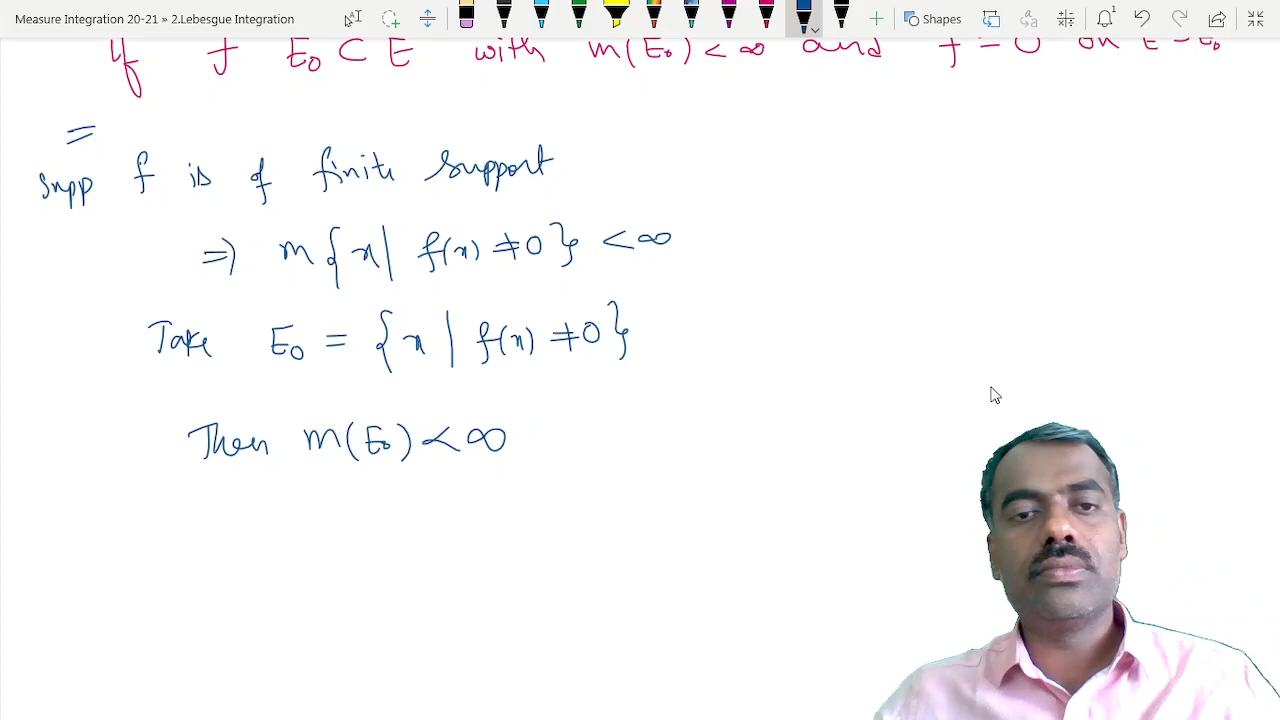 Measure Integration 20-21 » 2.Lebesgue Integration
Shapes
if f E₀ ⊂ E with m(E₀) < ∞ and f = 0 on E - E₀
=
Supp f is of finite support
⇒ m{x | f(x) ≠ 0} < ∞
Take E₀ = {x | f(x) ≠ 0}
Then m(E₀) < ∞